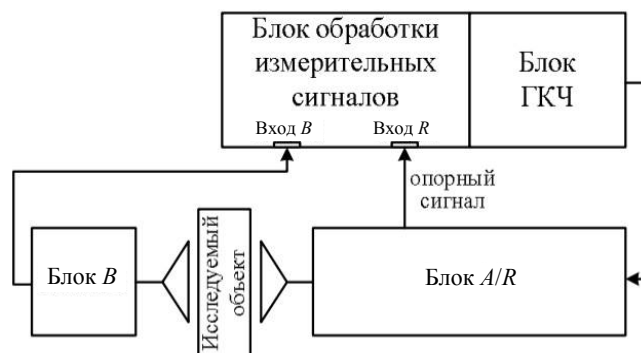 Блок обработки
измерительных
сигналов
Блок
ГКЧ
Вход B
Вход R
опорный
сигнал
Блок B
Исследуемый
объект
Блок A/R